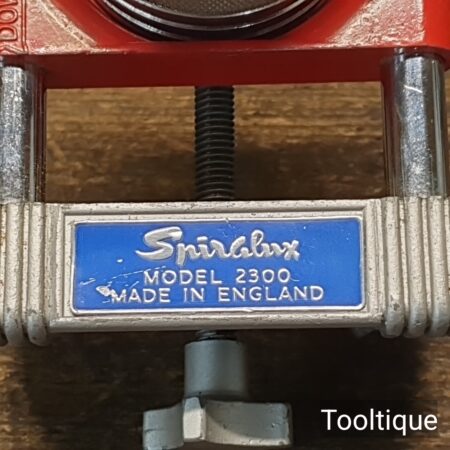 Spiralux
MODEL 2300
MADE IN ENGLAND
Tooltique